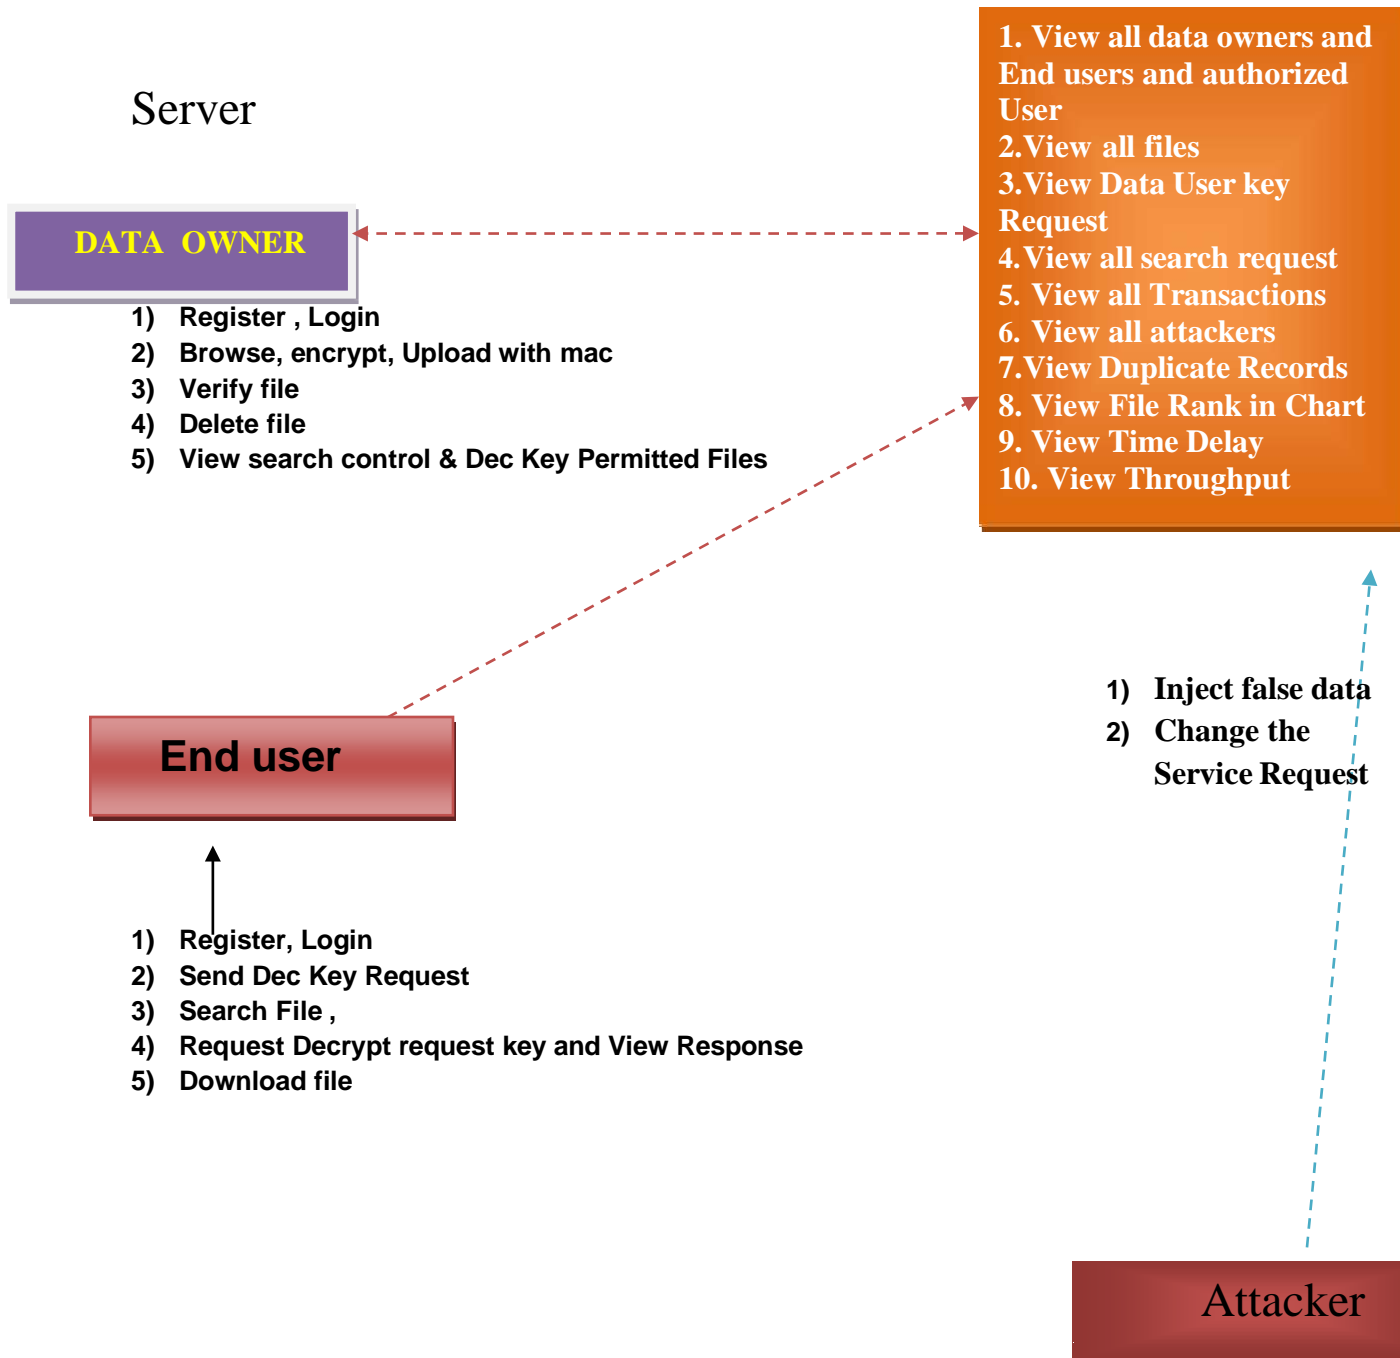 Server
1. View all data owners and
End users and authorized
User
2.View all files
3.View Data User key
Request
4.View all search request
5. View all Transactions
6. View all attackers
7.View Duplicate Records
8. View File Rank in Chart
9. View Time Delay
10. View Throughput
DATA OWNER
1) Register , Login
2) Browse, encrypt, Upload with mac
3) Verify file
4) Delete file
5) View search control & Dec Key Permitted Files
1) Inject false data
2) Change the
Service Request
End user
1) Register, Login
2) Send Dec Key Request
3) Search File ,
4) Request Decrypt request key and View Response
5) Download file
Attacker